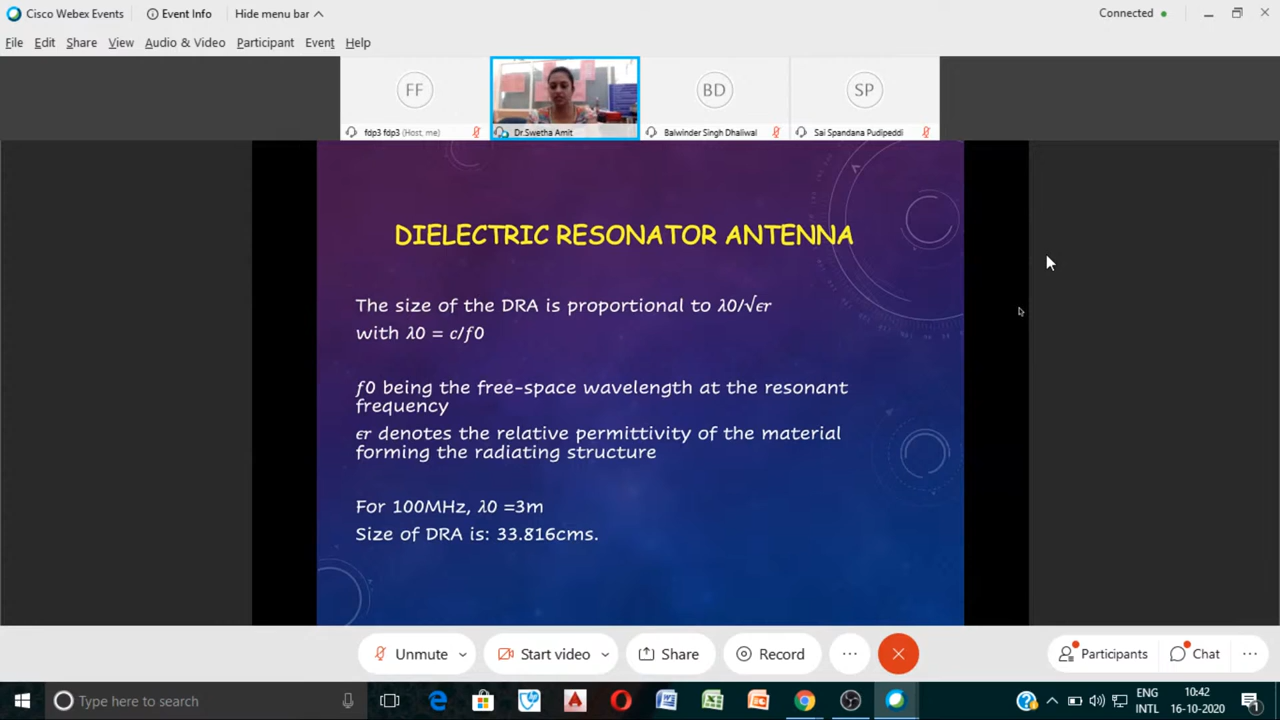 Cisco Webex Events
Event Info
Hide menu bar
Connected
File Edit Share View Audio & Video Participant Event Help
FF
BD
SP
fdp3 fdp3 (Host, me)
Dr.Swetha Amit
Balwinder Singh Dhaliwal
Sai Spandana Pudipeddi
DIELECTRIC RESONATOR ANTENNA
The size of the DRA is proportional to λ0/√ϵr
with λ0 = c/f0
f0 being the free-space wavelength at the resonant
frequency
ϵr denotes the relative permittivity of the material
forming the radiating structure
For 100MHz, λ0 =3m
Size of DRA is: 33.816cms.
Unmute
Start video
Share
Record
Participants
Chat
Type here to search
ENG
INTL
10:42
16-10-2020
1